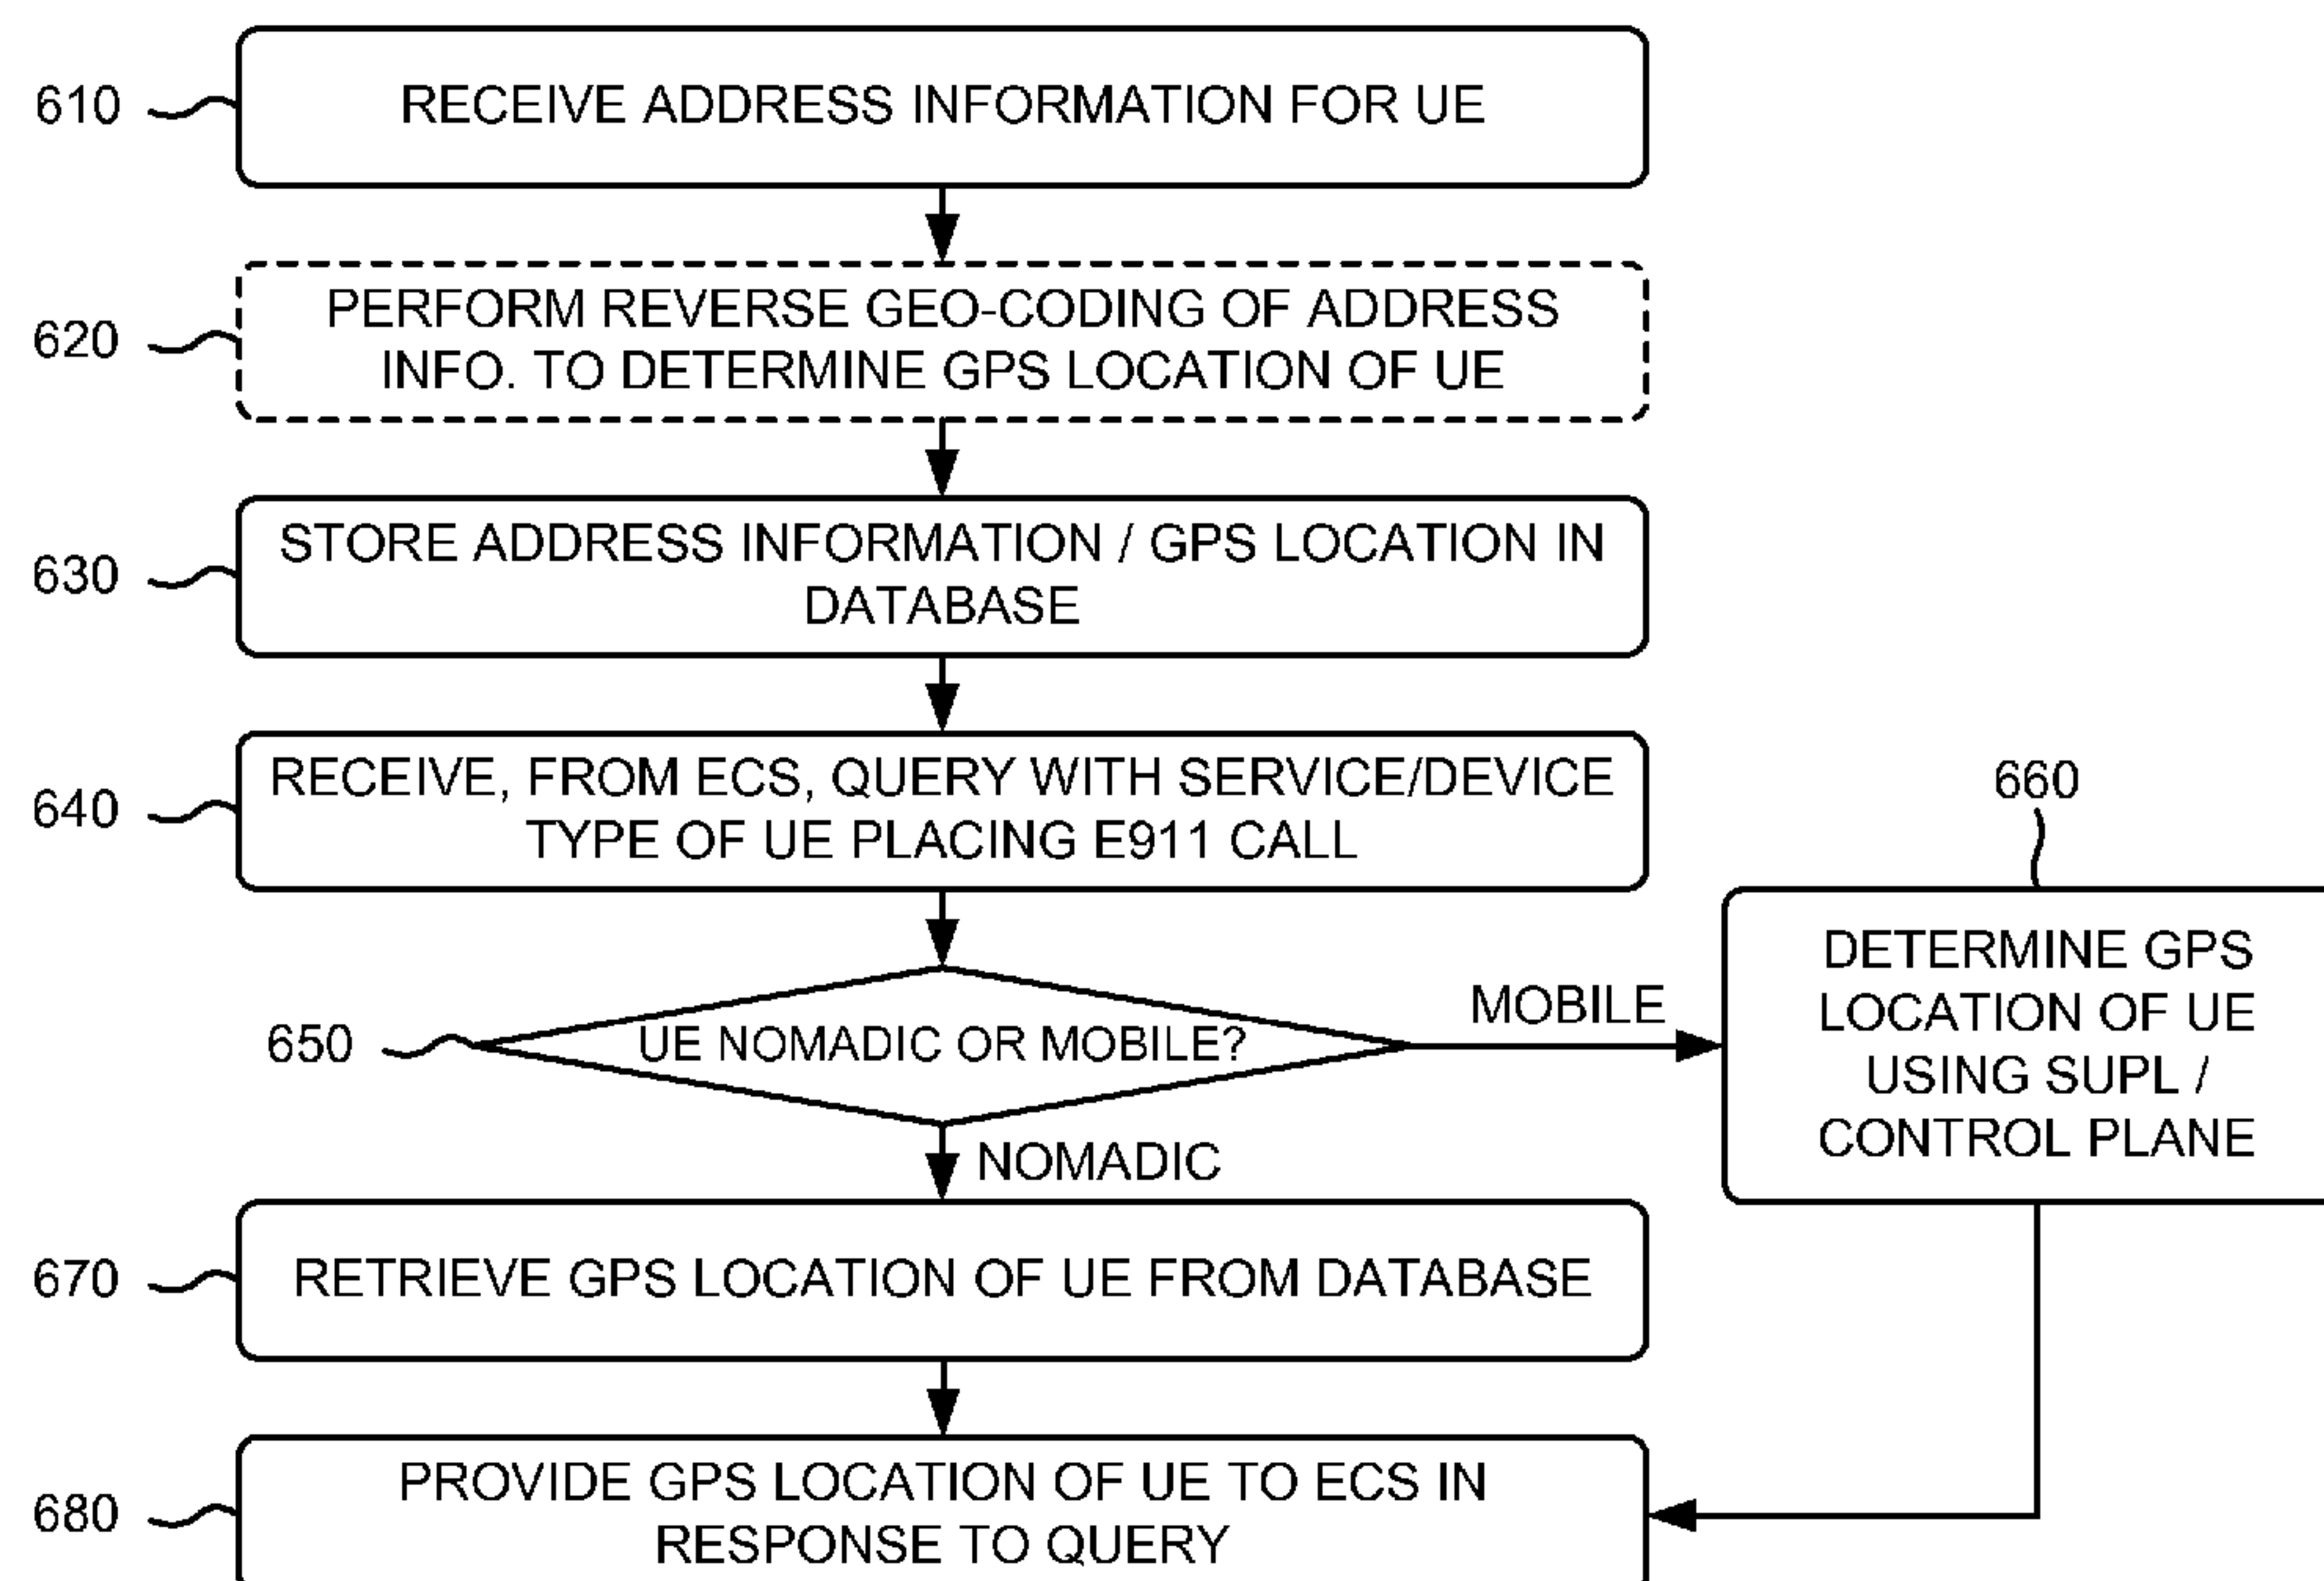 610
RECEIVE ADDRESS INFORMATION FOR UE
620
PERFORM REVERSE GEO-CODING OF ADDRESS
INFO. TO DETERMINE GPS LOCATION OF UE
630
STORE ADDRESS INFORMATION / GPS LOCATION IN
DATABASE
640
RECEIVE, FROM ECS, QUERY WITH SERVICE/DEVICE
TYPE OF UE PLACING E911 CALL
650
UE NOMADIC OR MOBILE?
MOBILE
660
DETERMINE GPS
LOCATION OF UE
USING SUPL /
CONTROL PLANE
NOMADIC
670
RETRIEVE GPS LOCATION OF UE FROM DATABASE
680
PROVIDE GPS LOCATION OF UE TO ECS IN
RESPONSE TO QUERY